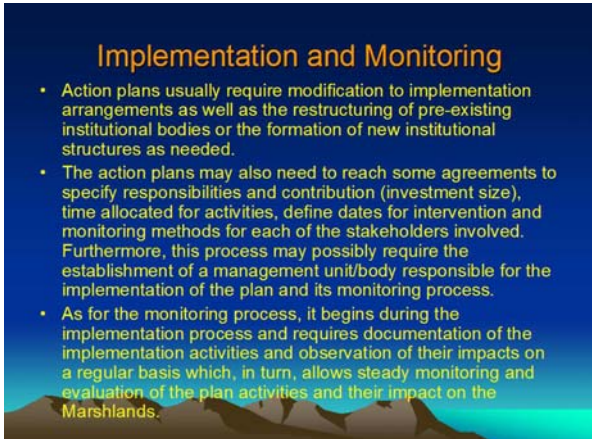 Implementation and Monitoring
• Action plans usually require modification to implementation
arrangements as well as the restructuring of pre-existing
institutional bodies or the formation of new institutional
structures as needed.
• The action plans may also need to reach some agreements to
specify responsibilities and contribution (investment size),
time allocated for activities, define dates for intervention and
monitoring methods for each of the stakeholders involved.
Furthermore, this process may possibly require the
establishment of a management unit/body responsible for the
implementation of the plan and its monitoring process.
• As for the monitoring process, it begins during the
implementation process and requires documentation of the
implementation activities and observation of their impacts on
a regular basis which, in turn, allows steady monitoring and
evaluation of the plan activities and their impact on the
Marshlands.